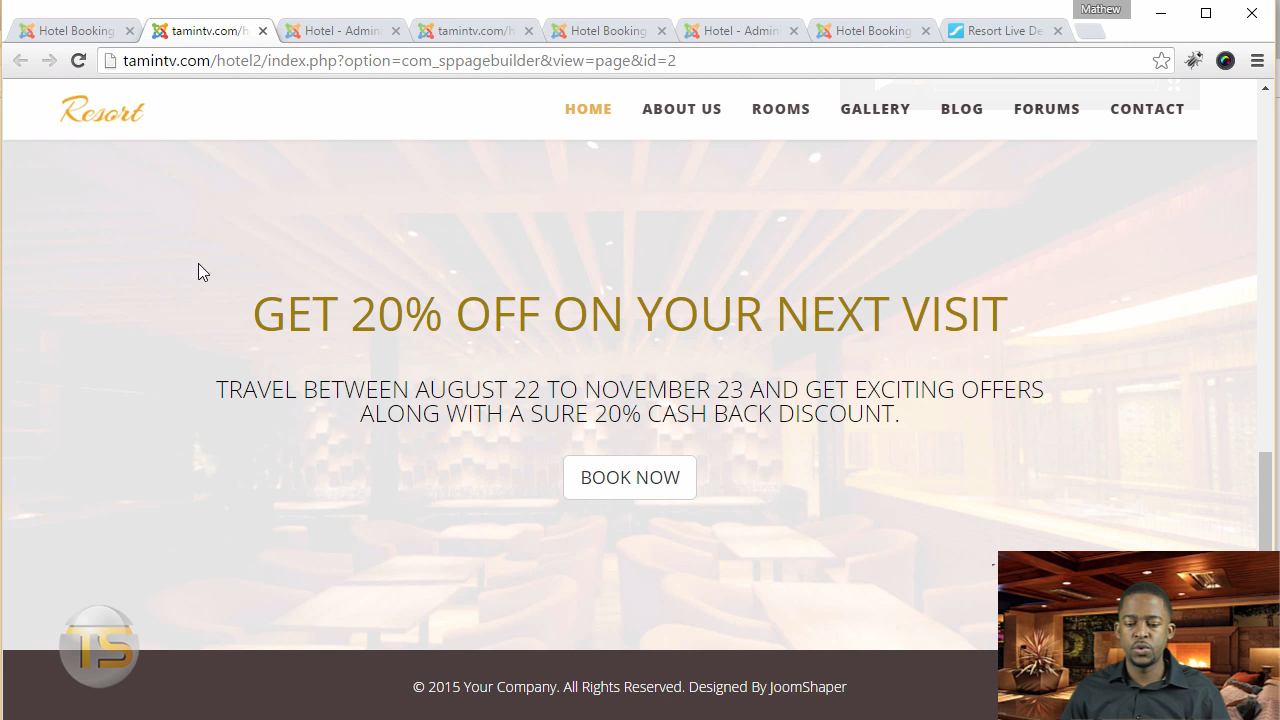 Mathew
Hotel Booking
tamintv.com/h
Hotel - Admin
tamintv.com/h
Hotel Booking
Hotel - Admin
Hotel Booking
Resort Live De
tamintv.com/hotel2/index.php?option=com_sppagebuilder&view=page&id=2
Resort
HOME
ABOUT US
ROOMS
GALLERY
BLOG
FORUMS
CONTACT
GET 20% OFF ON YOUR NEXT VISIT
TRAVEL BETWEEN AUGUST 22 TO NOVEMBER 23 AND GET EXCITING OFFERS
ALONG WITH A SURE 20% CASH BACK DISCOUNT.
BOOK NOW
TS
© 2015 Your Company. All Rights Reserved. Designed By JoomShaper